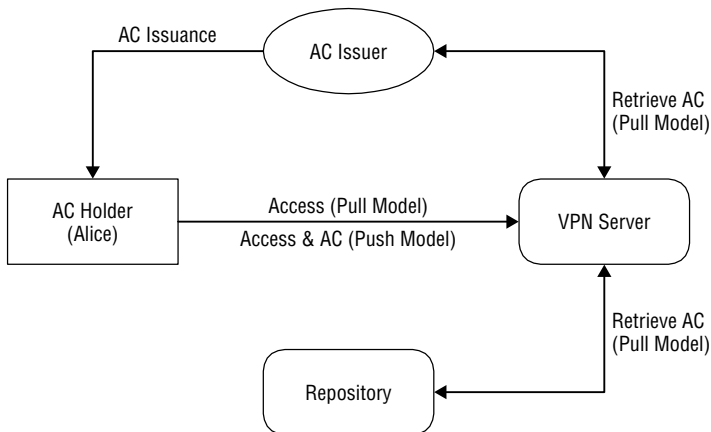 AC Issuance
AC Issuer
Retrieve AC
(Pull Model)
AC Holder
(Alice)
Access (Pull Model)
Access & AC (Push Model)
VPN Server
Retrieve AC
(Pull Model)
Repository